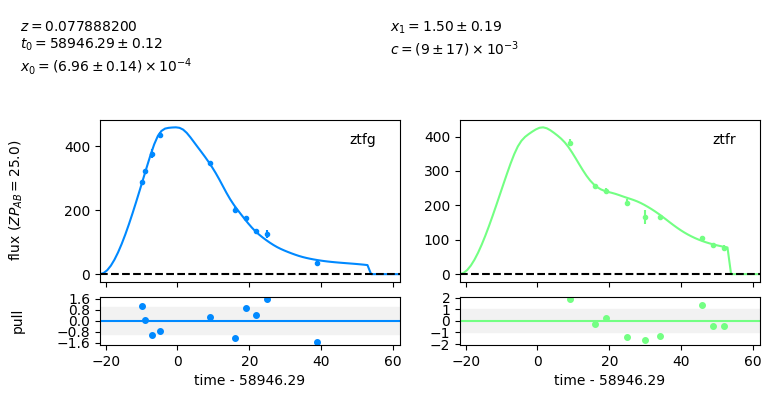 z = 0.077888200
t₀ = 58946.29 ± 0.12
x₀ = (6.96 ± 0.14) × 10⁻⁴
x₁ = 1.50 ± 0.19
c = (9 ± 17) × 10⁻³
flux (ZP_AB = 25.0)
400
200
0
ztfg
400
300
200
100
0
ztfr
pull
1.6
0.8
0.0
−0.8
−1.6
2
1
0
−1
−2
−20 0 20 40 60
−20 0 20 40 60
time - 58946.29
time - 58946.29